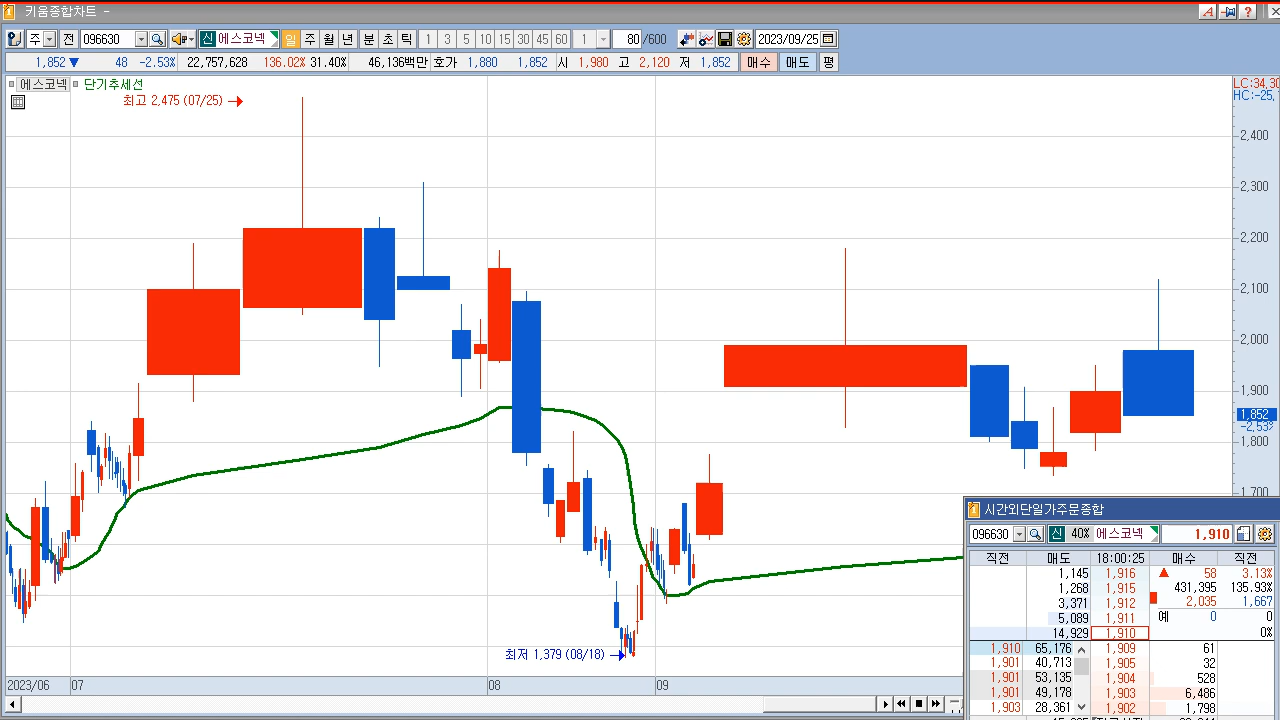 키움종합차트 -
주 전 096630 신 에스코넥 일 주 월 년 분 초 틱 1 3 5 10 15 30 45 60 1 80 /600 2023/09/25
1,852 ▼ 46 -2.53% 22,757,628 136.02% 31.40% 46,136백만 호가 1,880 1,852 시 1,980 고 2,120 저 1,852 매수 매도 평
에스코넥 단기추세선
LC:34,30
HC:-25,
최고 2,475 (07/25) →
2,400
2,300
2,200
2,100
2,000
1,900
1,852
-2.53%
1,800
1,700
최저 1,379 (08/18) →
2023/06 07 08 09
시간외단일가주문종합
096630 신 40% 에스코넥 1,910
직전 매도 18:00:25 매수 직전
1,145 1,916 ▲ 58 3.13%
1,268 1,915 431,395 135.93%
3,371 1,912 2,035 1,667
5,089 1,911 예 0 0
14,929 1,910 0%
1,910 65,176 1,909 61
1,901 40,713 1,905 32
1,901 53,135 1,904 528
1,901 49,178 1,903 6,486
1,903 28,361 1,902 1,798